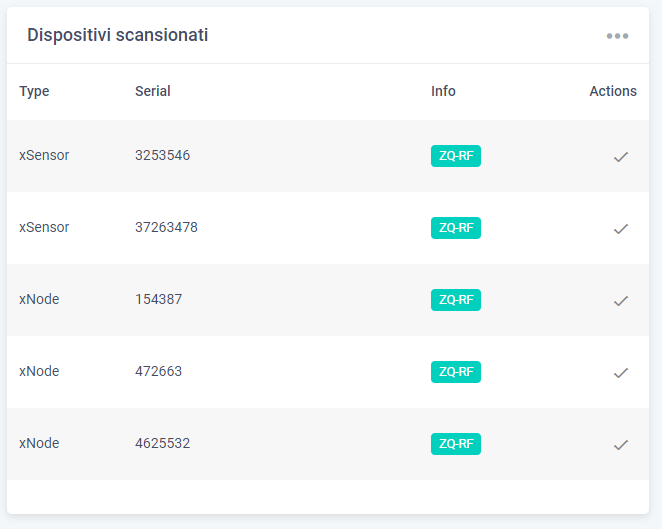 Dispositivi scansionati
Type Serial Info Actions
xSensor 3253546 ZQ-RF
xSensor 37263478 ZQ-RF
xNode 154387 ZQ-RF
xNode 472663 ZQ-RF
xNode 4625532 ZQ-RF